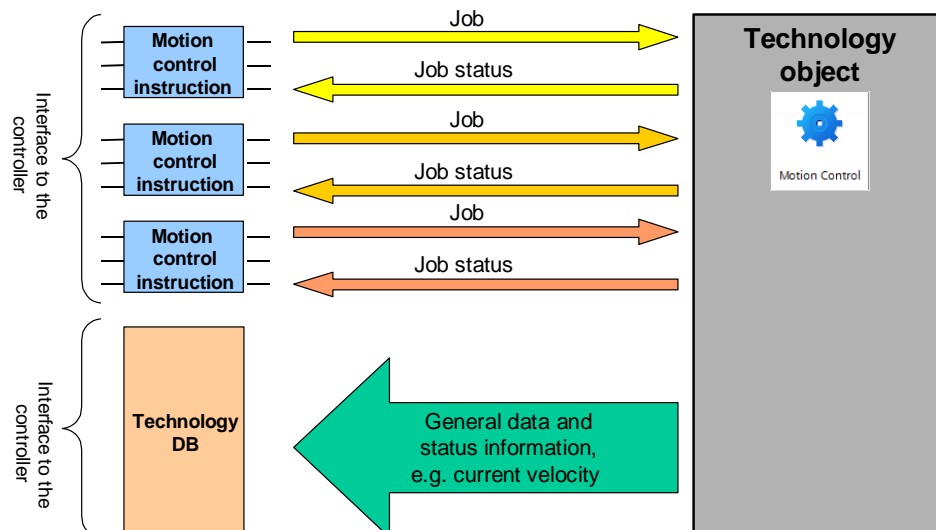 Interface to the
controller
Motion
control
instruction
Job
Job status
Motion
control
instruction
Job
Job status
Motion
control
instruction
Job
Job status
Technology
object
Motion Control
Interface to the
controller
Technology
DB
General data and
status information,
e.g. current velocity